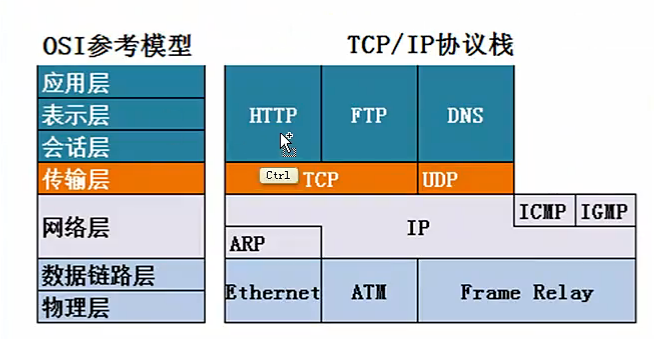 OSI参考模型
TCP/IP协议栈
应用层
表示层
会话层
传输层
网络层
数据链路层
物理层
HTTP
FTP
DNS
Ctrl
TCP
UDP
ICMP
IGMP
IP
ARP
Ethernet
ATM
Frame Relay